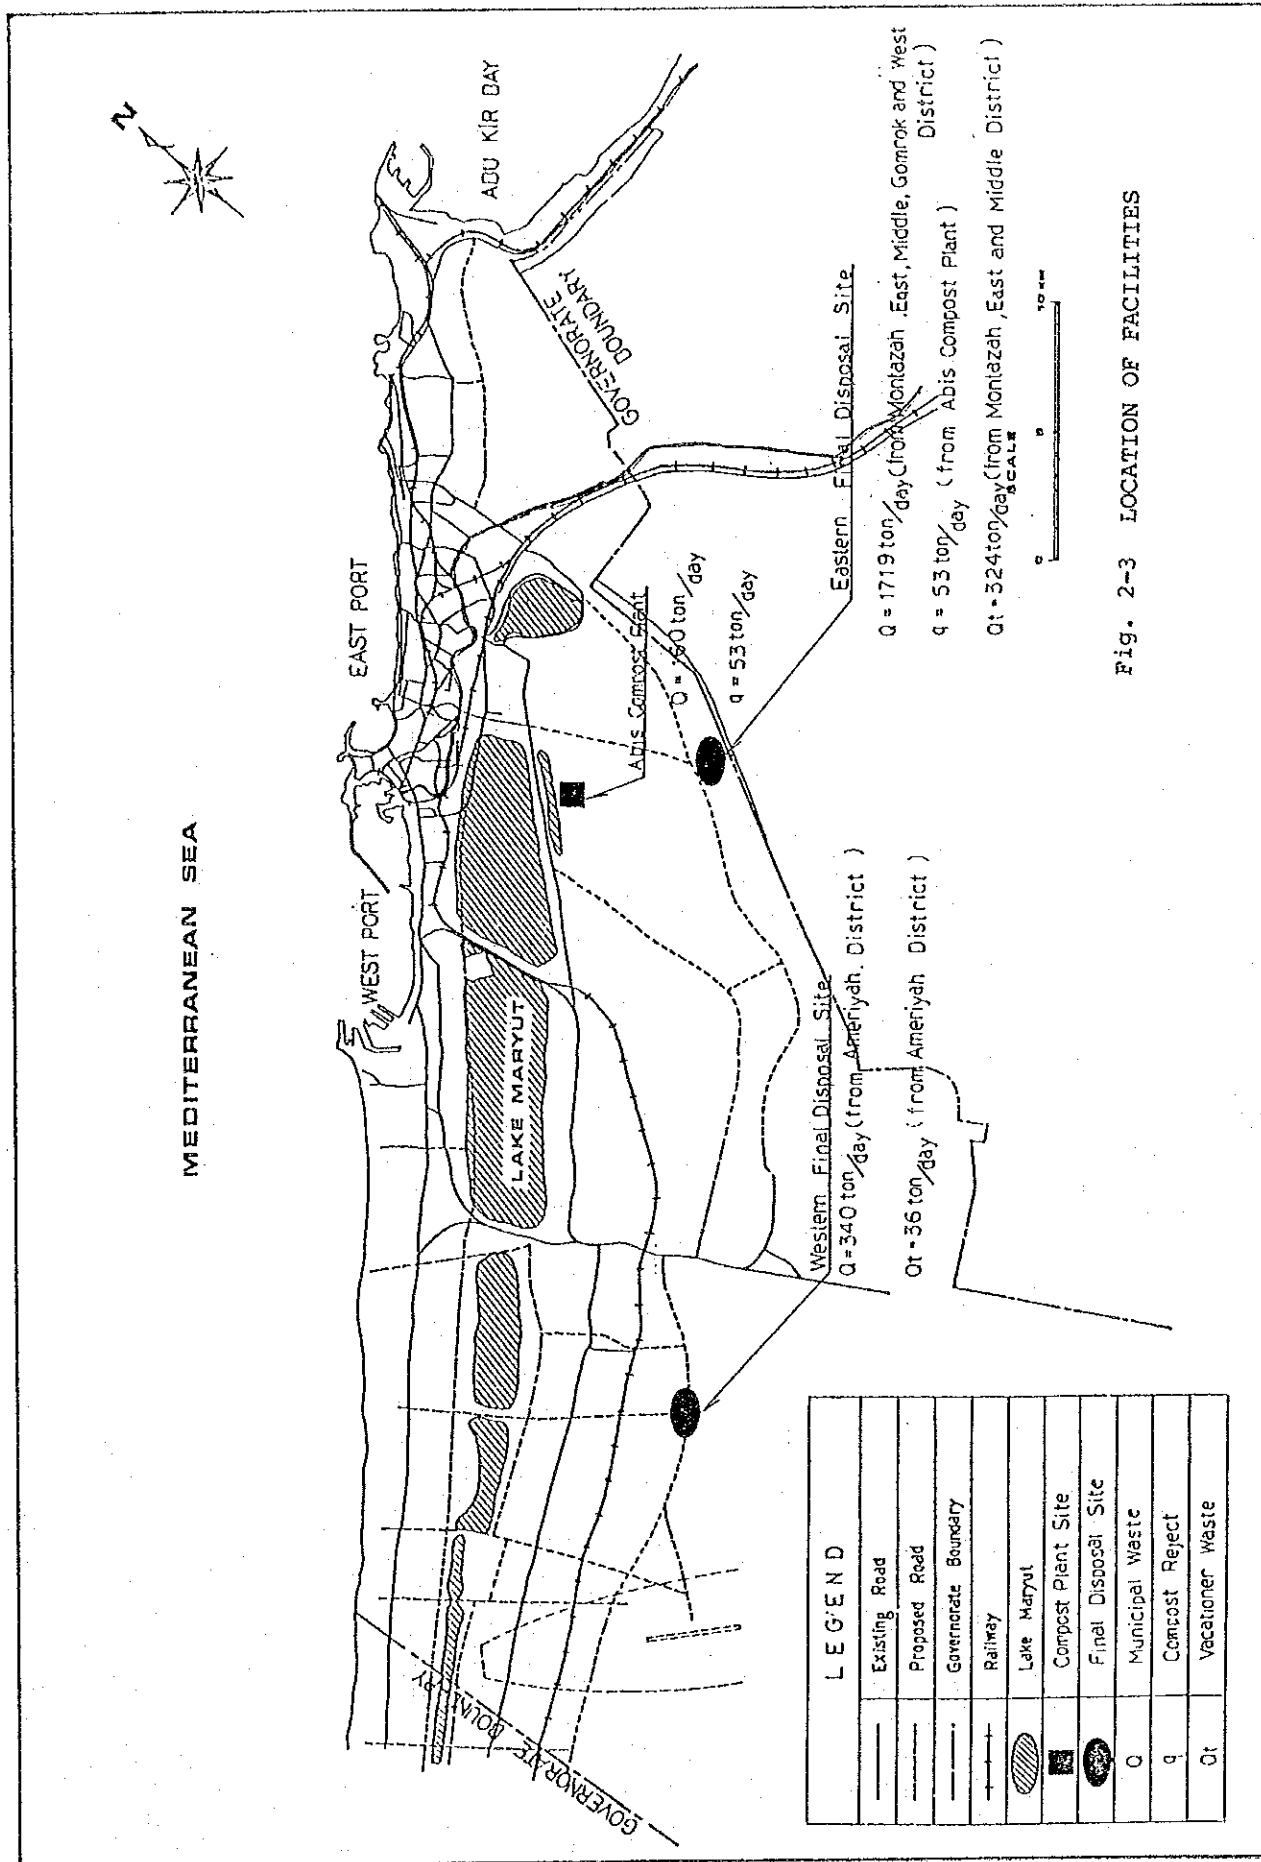 N
MEDITERRANEAN SEA
WEST PORT
EAST PORT
ABU KIR BAY
LAKE MARYUT
GOVERNORATE
BOUNDARY
GOVERNORATE BOUNDARY
Abis Compost Plant
q = 53 ton/day
Eastern Final Disposal Site
Q = 1719 ton/day (from Montazah, East, Middle, Gomrok and West
District )
q = 53 ton/day ( from Abis Compost Plant )
Qt = 324 ton/day (from Montazah, East and Middle District )
Western Final Disposal Site
Q = 340 ton/day (from Ameriyah. District )
Qt = 36 ton/day ( from Ameriyah District )
0 5 10 KM
SCALE
LEGEND
Existing Road
Proposed Road
Governorate Boundary
Railway
Lake Maryut
Compost Plant Site
Final Disposal Site
Q Municipal Waste
q Compost Reject
Qt Vacationer Waste
Fig. 2-3 LOCATION OF FACILITIES